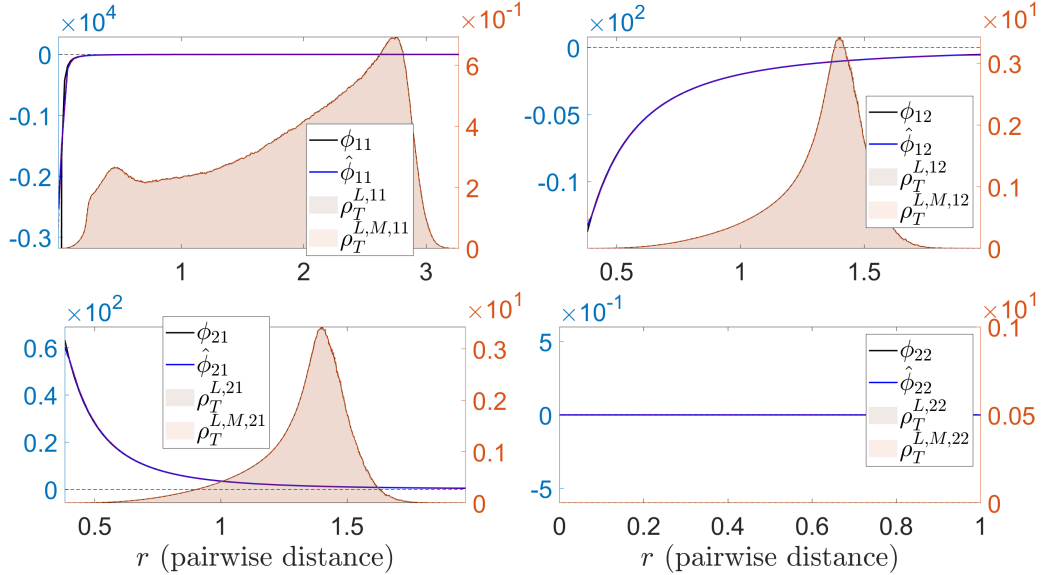 ×10^4
×10^-1
0
-0.1
-0.2
-0.3
6
4
2
0
1
2
3
ϕ_11
ϕ̂_11
ρ_T^{L,11}
ρ_T^{L,M,11}
×10^2
×10^1
0
-0.05
-0.1
0.3
0.2
0.1
0
0.5
1
1.5
ϕ_12
ϕ̂_12
ρ_T^{L,12}
ρ_T^{L,M,12}
×10^2
×10^1
0.6
0.4
0.2
0
0.3
0.2
0.1
0
0.5
1
1.5
ϕ_21
ϕ̂_21
ρ_T^{L,21}
ρ_T^{L,M,21}
r (pairwise distance)
×10^-1
×10^1
5
0
-5
0.1
0.05
0
0
0.2
0.4
0.6
0.8
1
ϕ_22
ϕ̂_22
ρ_T^{L,22}
ρ_T^{L,M,22}
r (pairwise distance)